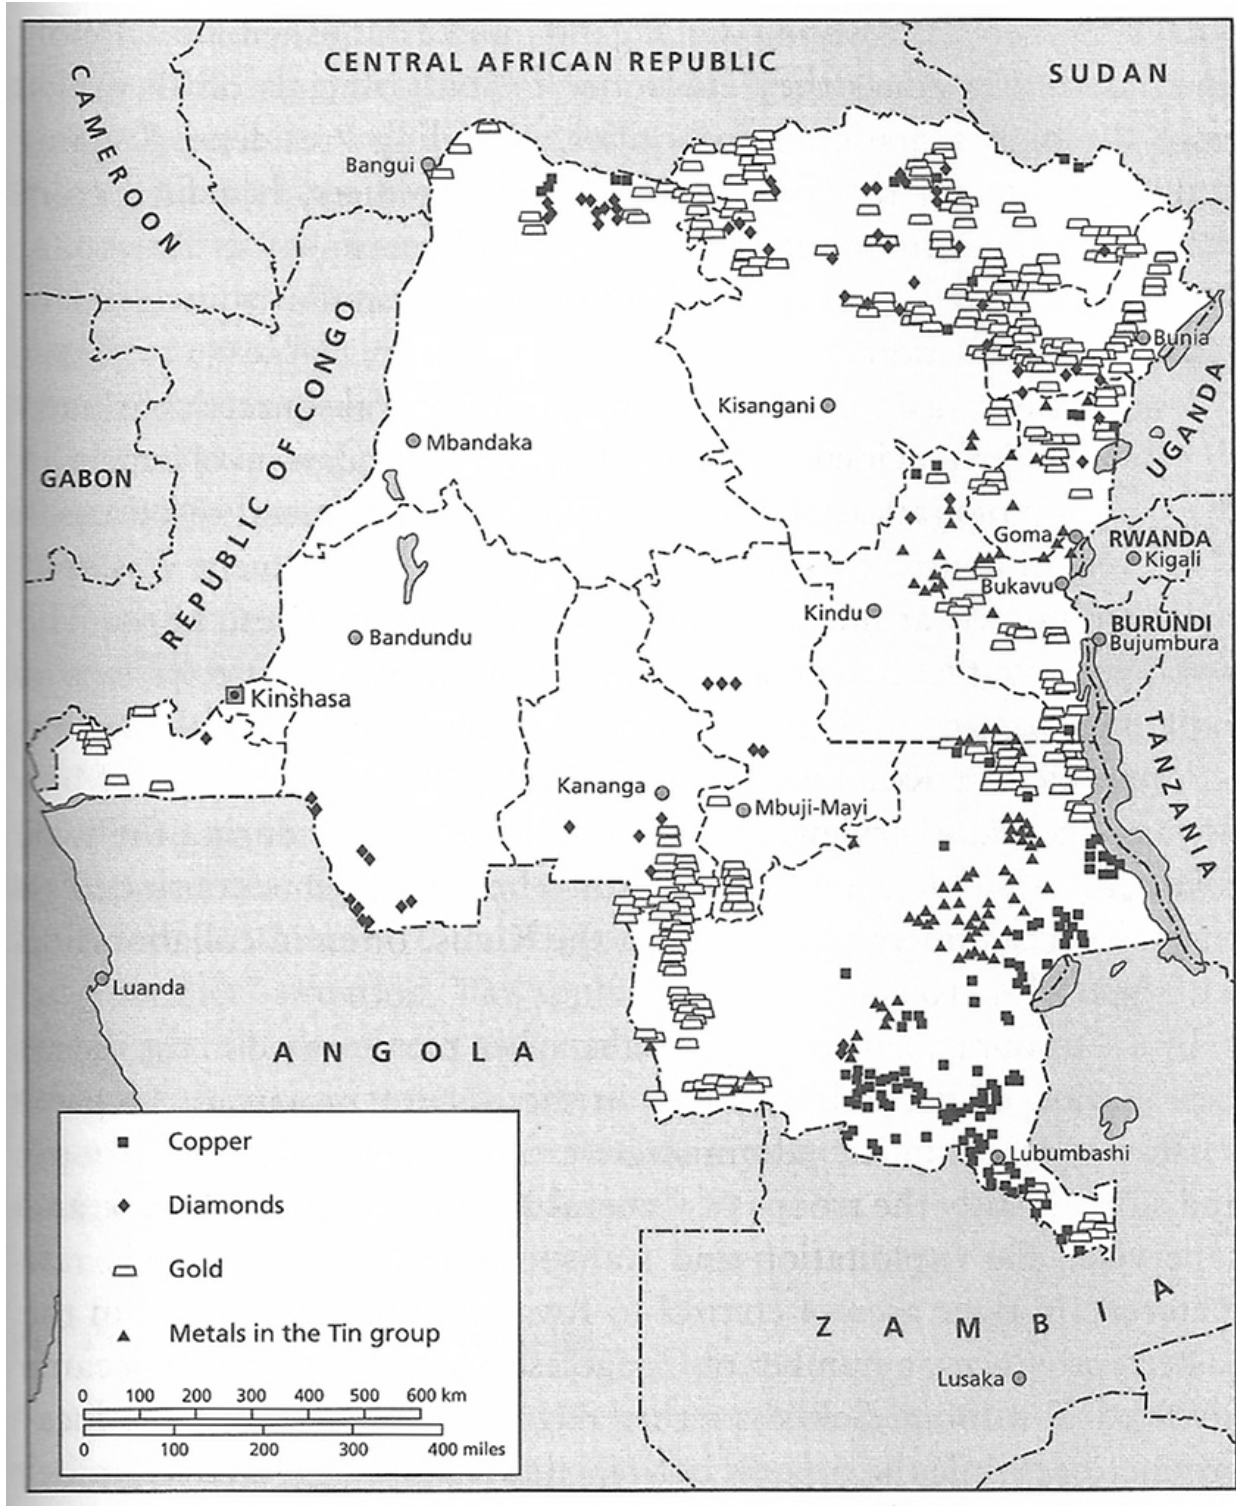 CENTRAL AFRICAN REPUBLIC
SUDAN
CAMEROON
Bangui
REPUBLIC OF CONGO
Bunia
UGANDA
Kisangani
Mbandaka
GABON
Goma
RWANDA
Kigali
Bukavu
Kindu
BURUNDI
Bujumbura
Bandundu
Kinshasa
TANZANIA
Kananga
Mbuji-Mayi
Luanda
ANGOLA
Lubumbashi
ZAMBIA
Lusaka
Copper
Diamonds
Gold
Metals in the Tin group
0 100 200 300 400 500 600 km
0 100 200 300 400 miles